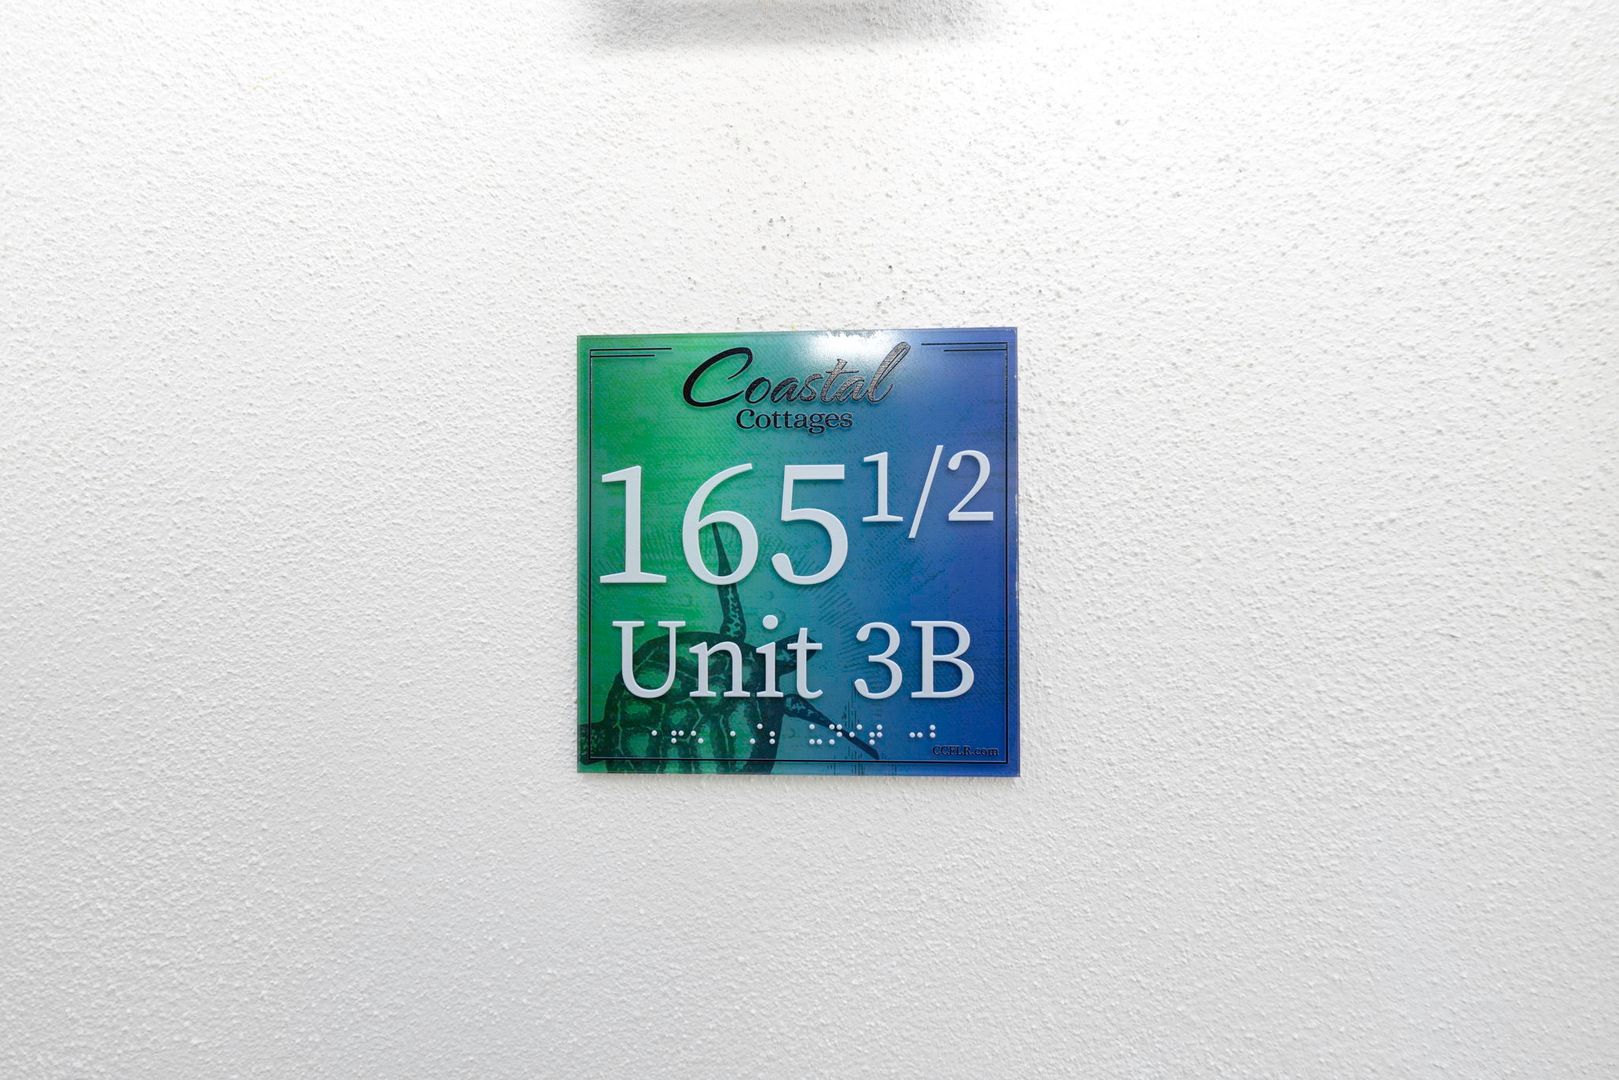 Coastal
Cottages
165 1/2
Unit 3B
CCFLR.com